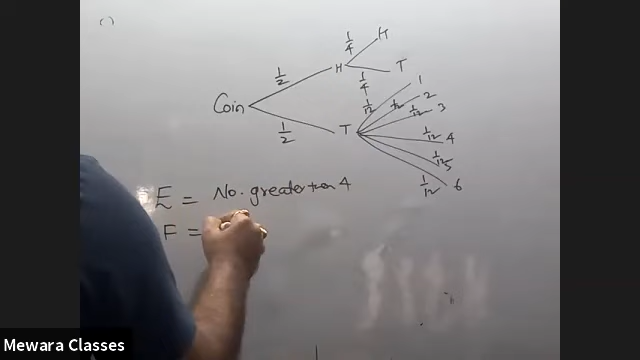 ( )
Coin
1/2 H 1/4 H
1/4 T
1/2 T 1/12 1
1/12 2
1/12 3
1/12 4
1/12 5
1/12 6
E = No. greater than 4
F =
Mewara Classes